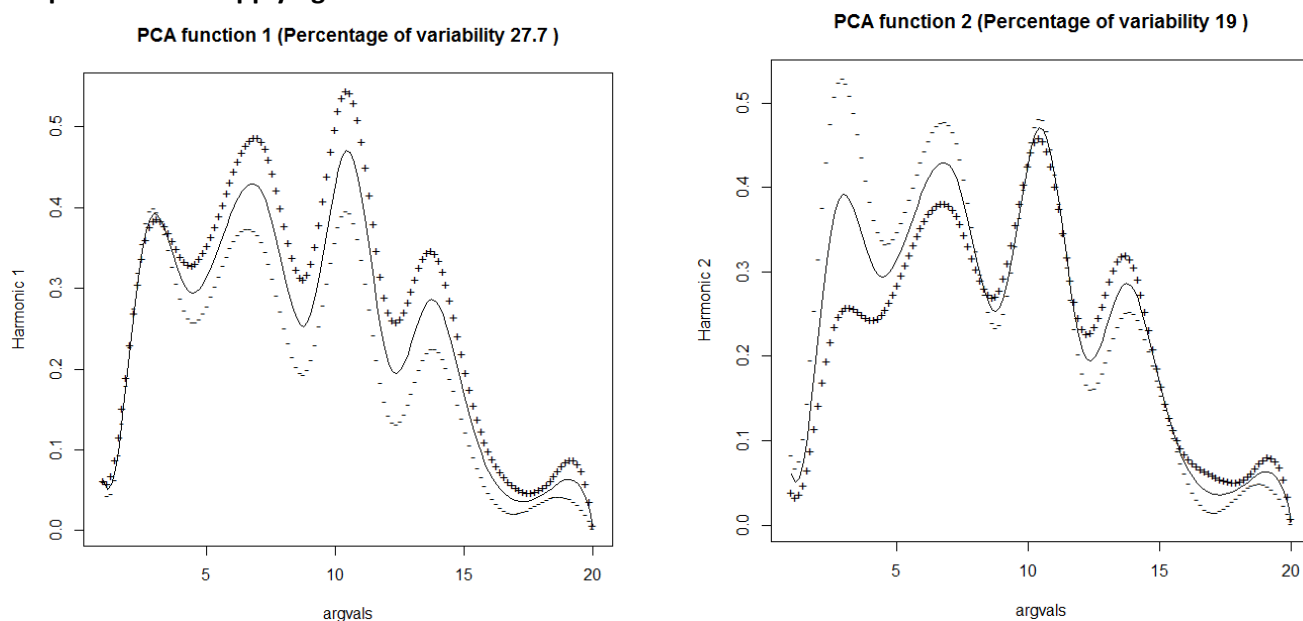 PCA function 1 (Percentage of variability 27.7 )
Harmonic 1
0.5
0.4
0.3
0.2
0.1
0.0
5 10 15 20
argvals
PCA function 2 (Percentage of variability 19 )
Harmonic 2
0.5
0.4
0.3
0.2
0.1
0.0
5 10 15 20
argvals